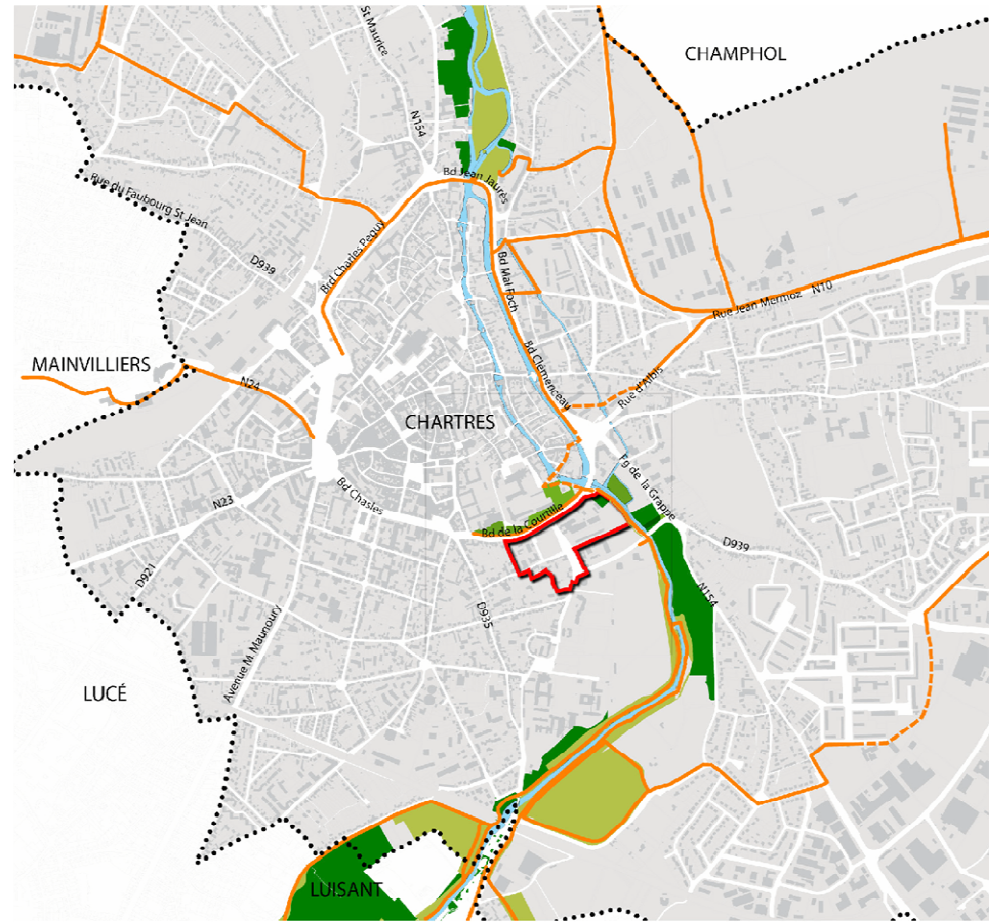 St Maurice
CHAMPHOL
N154
Bd Jean Jaurès
Rue du Faubourg St Jean
Brd Charles Peguy
D939
Bd Mal Foch
Rue Jean Mermoz N10
Bd Clemenceau
MAINVILLIERS
N24
Rue d'Ablis
CHARTRES
Fg de la Grappe
Bd Chasles
N23
Bd de la Courtille
D939
D921
N154
D935
Avenue M. Maunoury
LUCÉ
LUISANT